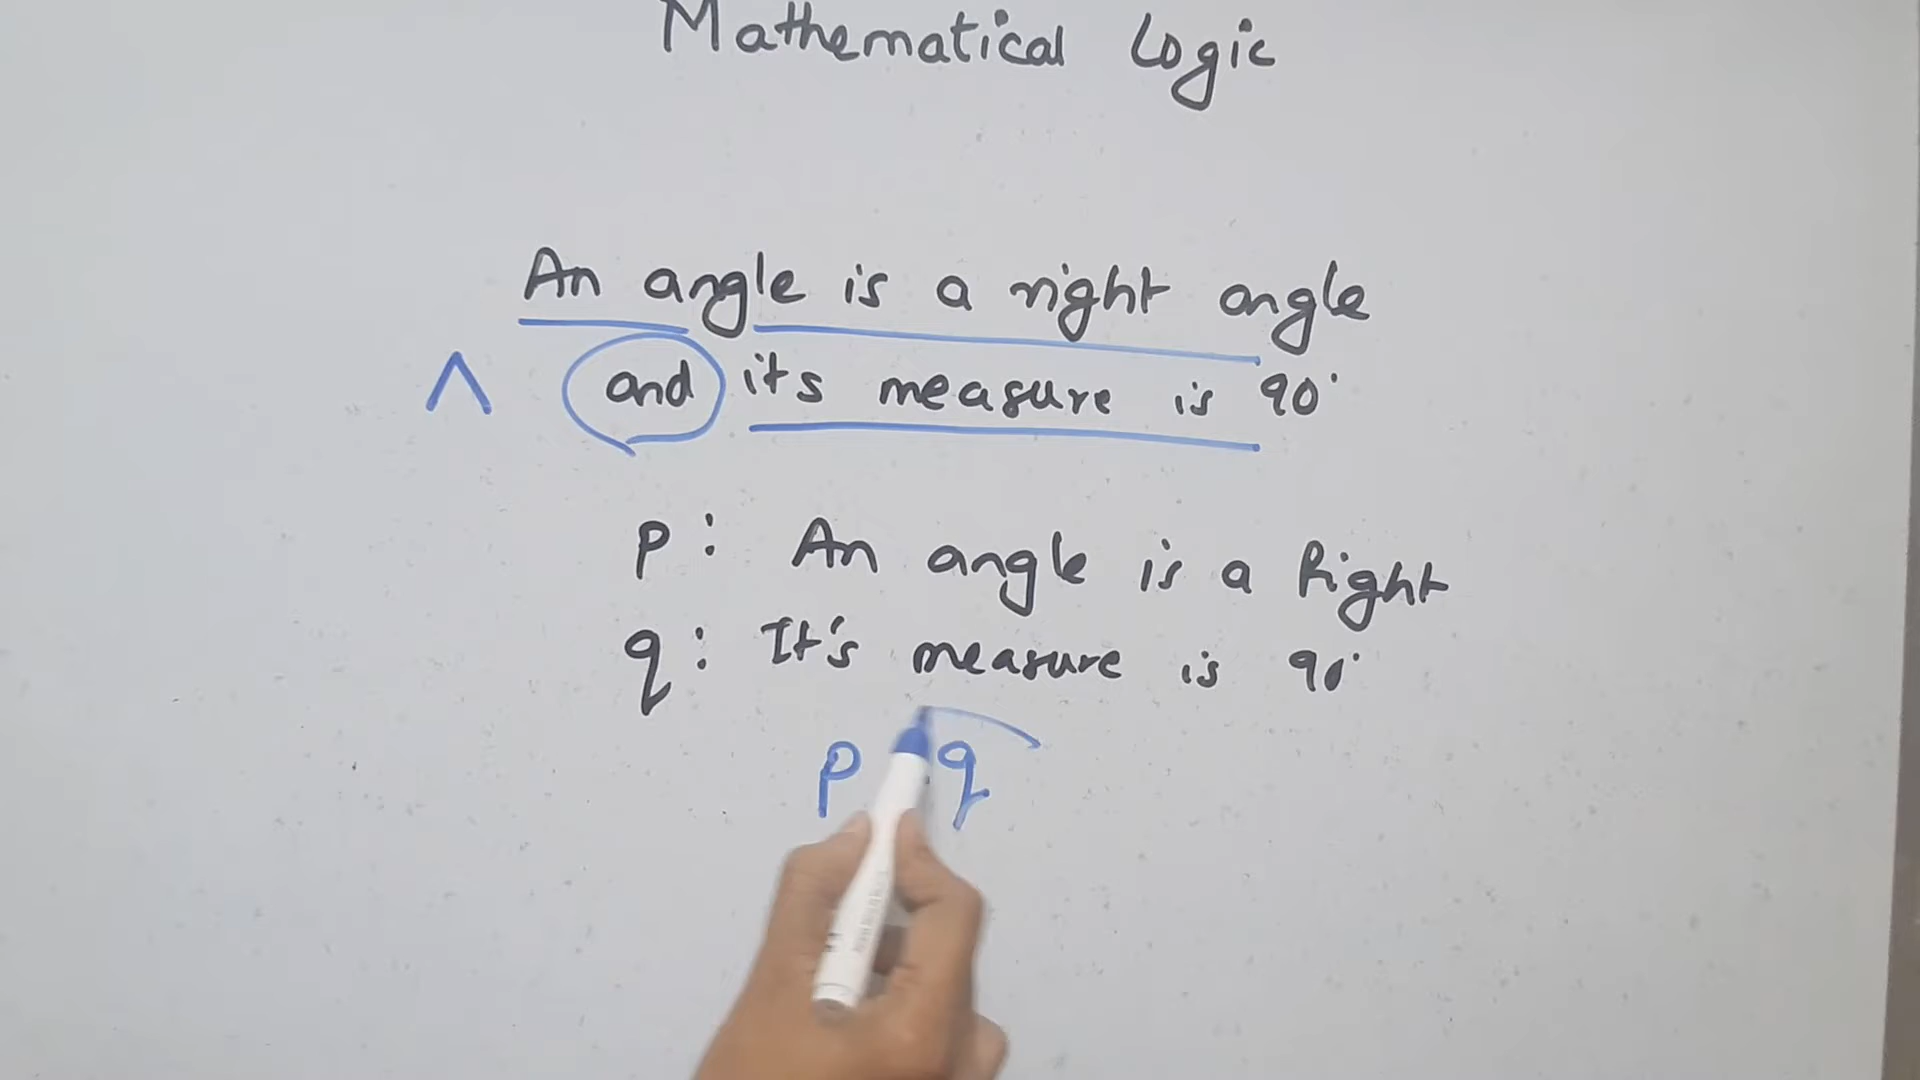 Mathematical Logic
An angle is a right angle
∧ and its measure is 90°
p: An angle is a Right
q: It's measure is 90°
p q